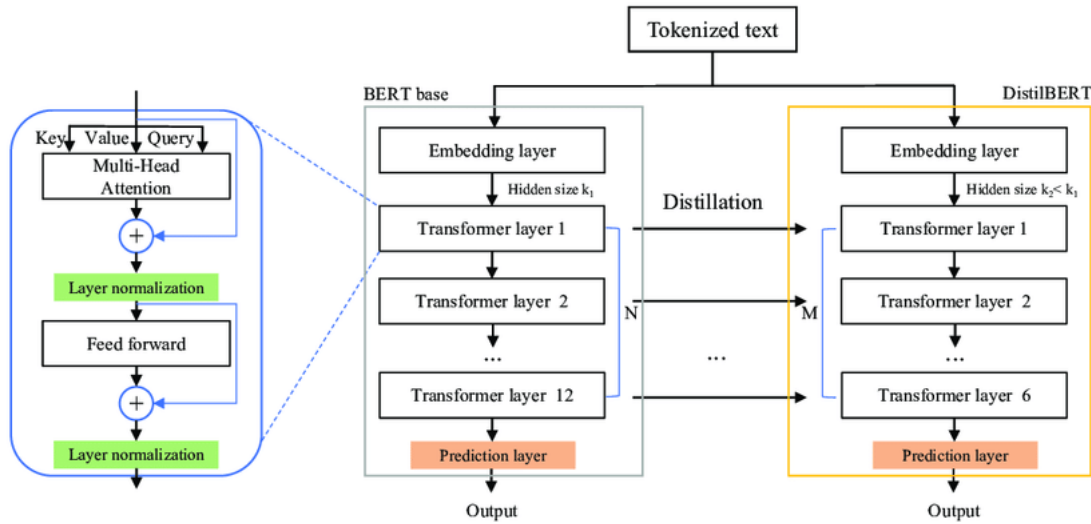 Tokenized text
BERT base
DistilBERT
Key Value Query
Multi-Head
Attention
+
Layer normalization
Feed forward
+
Layer normalization
Embedding layer
Hidden size k₁
Transformer layer 1
Transformer layer 2
...
Transformer layer 12
Prediction layer
Output
N
Distillation
...
M
Embedding layer
Hidden size k₂< k₁
Transformer layer 1
Transformer layer 2
...
Transformer layer 6
Prediction layer
Output